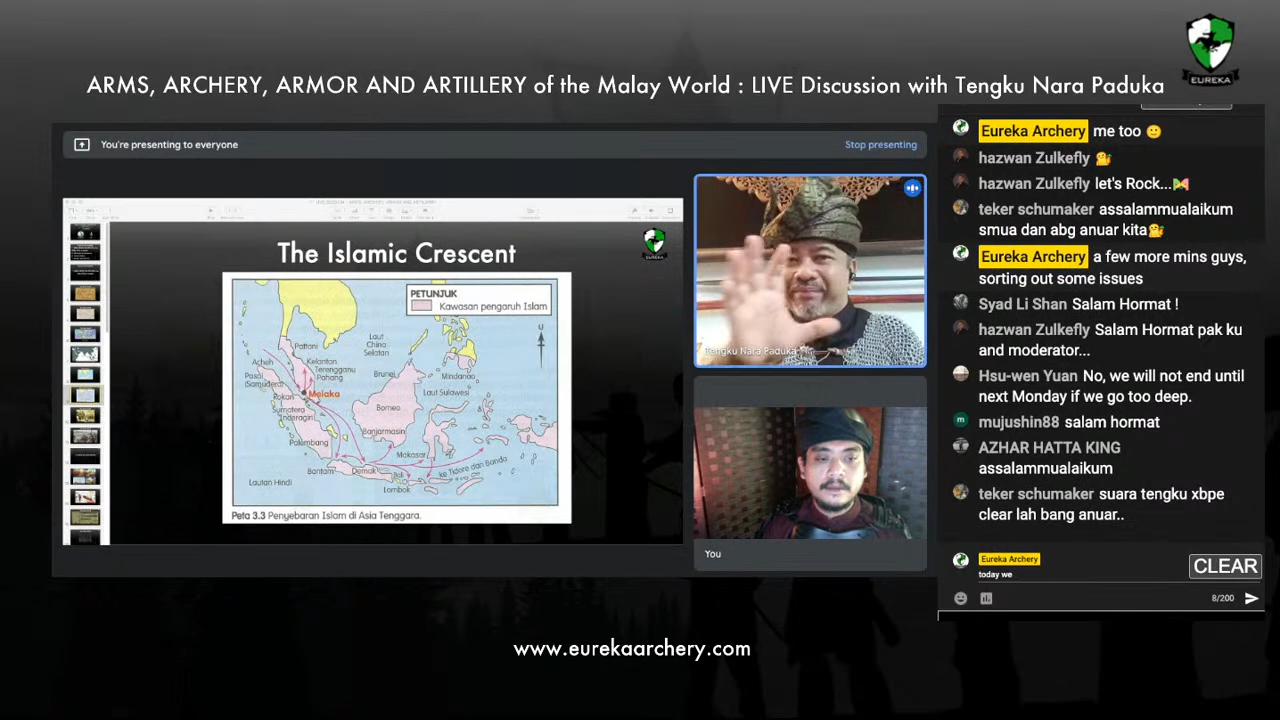 EUREKA
ARMS, ARCHERY, ARMOR AND ARTILLERY of the Malay World : LIVE Discussion with Tengku Nara Paduka
You're presenting to everyone
Stop presenting
The Islamic Crescent
PETUNJUK
Kawasan pengaruh Islam
U
Pattani
Laut
China
Selatan
Acheh
Kelantan
Terengganu
Pahang
Pasai
(Samudera)
Brunei
Mindanao
Rokan
Melaka
Laut Sulawesi
Sumatera
Inderagiri
Borneo
Banjarmasin
Palembang
Makasar
Bantam
Demak
Bali
ke Tidore dan Banda
Laut Hindi
Lombok
Peta 3.3 Penyebaran Islam di Asia Tenggara.
Tengku Nara Paduka
You
Eureka Archery me too
hazwan Zulkefly
hazwan Zulkefly let's Rock...
teker schumaker assalammualaikum
smua dan abg anuar kita
Eureka Archery a few more mins guys,
sorting out some issues
Syad Li Shan Salam Hormat !
hazwan Zulkefly Salam Hormat pak ku
and moderator...
Hsu-wen Yuan No, we will not end until
next Monday if we go too deep.
m
mujushin88 salam hormat
AZHAR HATTA KING
assalammualaikum
teker schumaker suara tengku xbpe
clear lah bang anuar..
Eureka Archery
today we
CLEAR
8/200
www.eurekaarchery.com